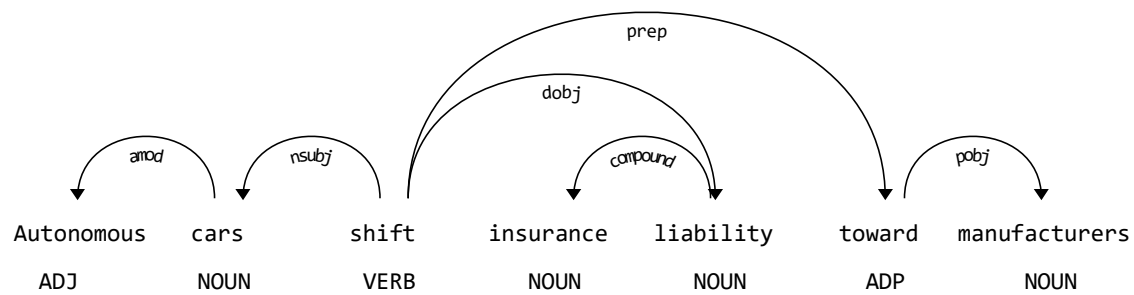 prep
dobj
amod nsubj compound pobj
Autonomous cars shift insurance liability toward manufacturers
ADJ NOUN VERB NOUN NOUN ADP NOUN